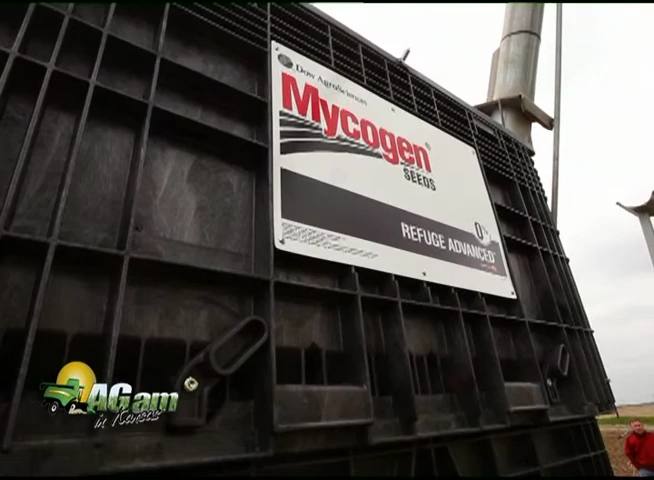 Dow AgroSciences
Mycogen
SEEDS
REFUGE ADVANCED
AGam
in Kansas